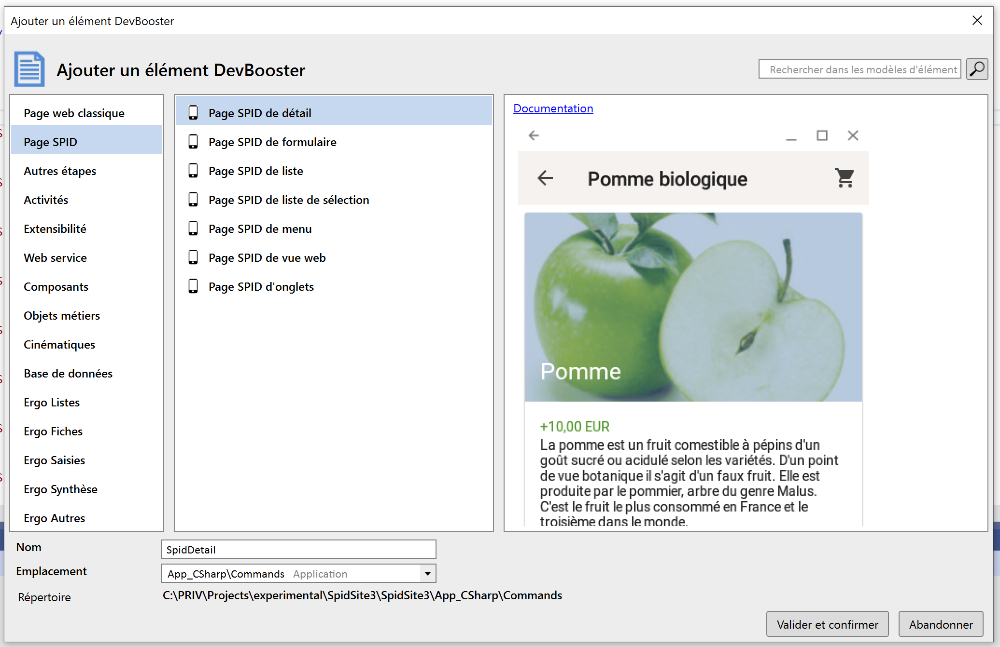 Ajouter un élément DevBooster
Ajouter un élément DevBooster
Rechercher dans les modèles d'élément
Page web classique
Page SPID
Autres étapes
Activités
Extensibilité
Web service
Composants
Objets métiers
Cinématiques
Base de données
Ergo Listes
Ergo Fiches
Ergo Saisies
Ergo Synthèse
Ergo Autres
Page SPID de détail
Page SPID de formulaire
Page SPID de liste
Page SPID de liste de sélection
Page SPID de menu
Page SPID de vue web
Page SPID d'onglets
Documentation
Pomme biologique
Pomme
+10,00 EUR
La pomme est un fruit comestible à pépins d'un
goût sucré ou acidulé selon les variétés. D'un point
de vue botanique il s'agit d'un faux fruit. Elle est
produite par le pommier, arbre du genre Malus.
C'est le fruit le plus consommé en France et le
troisième dans le monde.
Nom SpidDetail
Emplacement App_CSharp\Commands Application
Répertoire C:\PRIV\Projects\experimental\SpidSite3\SpidSite3\App_CSharp\Commands
Valider et confirmer Abandonner